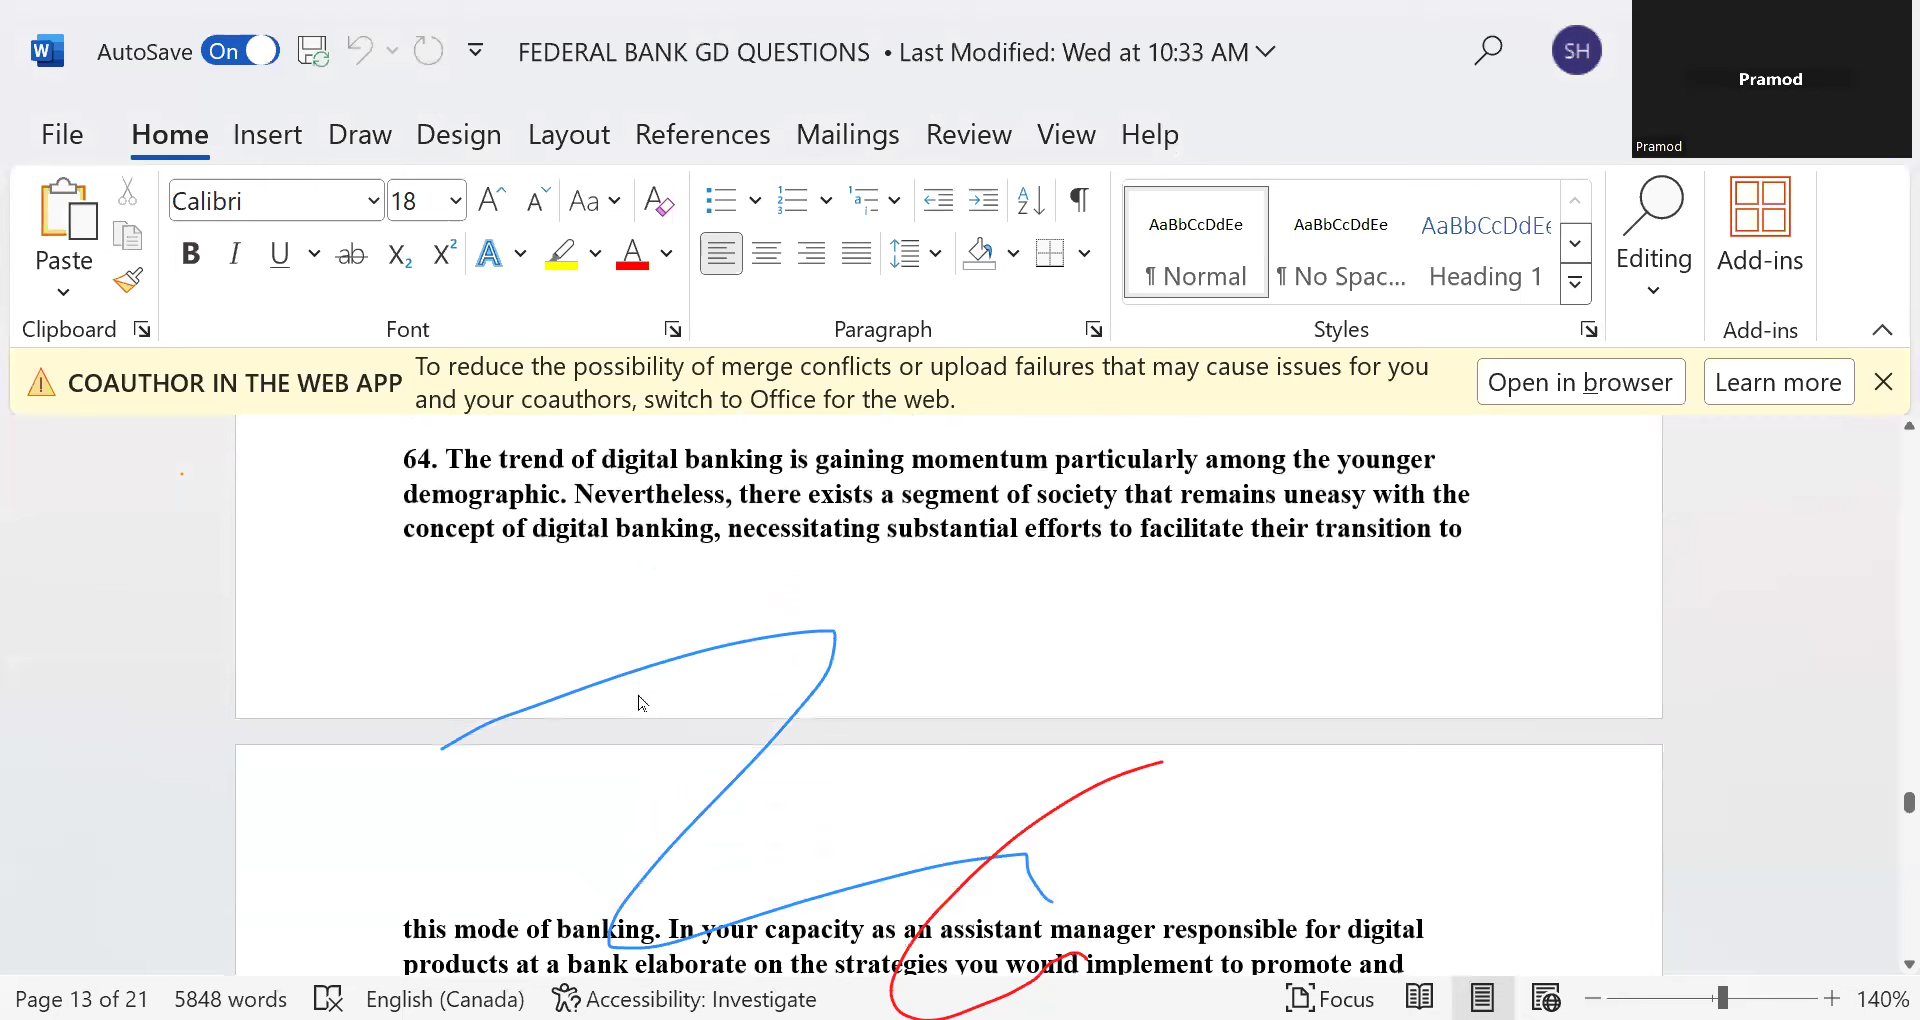 W AutoSave On FEDERAL BANK GD QUESTIONS • Last Modified: Wed at 10:33 AM SH
Pramod
Pramod
File Home Insert Draw Design Layout References Mailings Review View Help
Paste
Clipboard
Calibri 18 A A Aa A
B I U ab X₂ X² A A
Font
Paragraph
AaBbCcDdEe AaBbCcDdEe AaBbCcDdEe
¶ Normal ¶ No Spac... Heading 1
Styles
Editing
Add-ins
Add-ins
COAUTHOR IN THE WEB APP To reduce the possibility of merge conflicts or upload failures that may cause issues for you
and your coauthors, switch to Office for the web.
Open in browser Learn more
64. The trend of digital banking is gaining momentum particularly among the younger
demographic. Nevertheless, there exists a segment of society that remains uneasy with the
concept of digital banking, necessitating substantial efforts to facilitate their transition to
this mode of banking. In your capacity as an assistant manager responsible for digital
products at a bank elaborate on the strategies you would implement to promote and
Page 13 of 21 5848 words English (Canada) Accessibility: Investigate Focus 140%